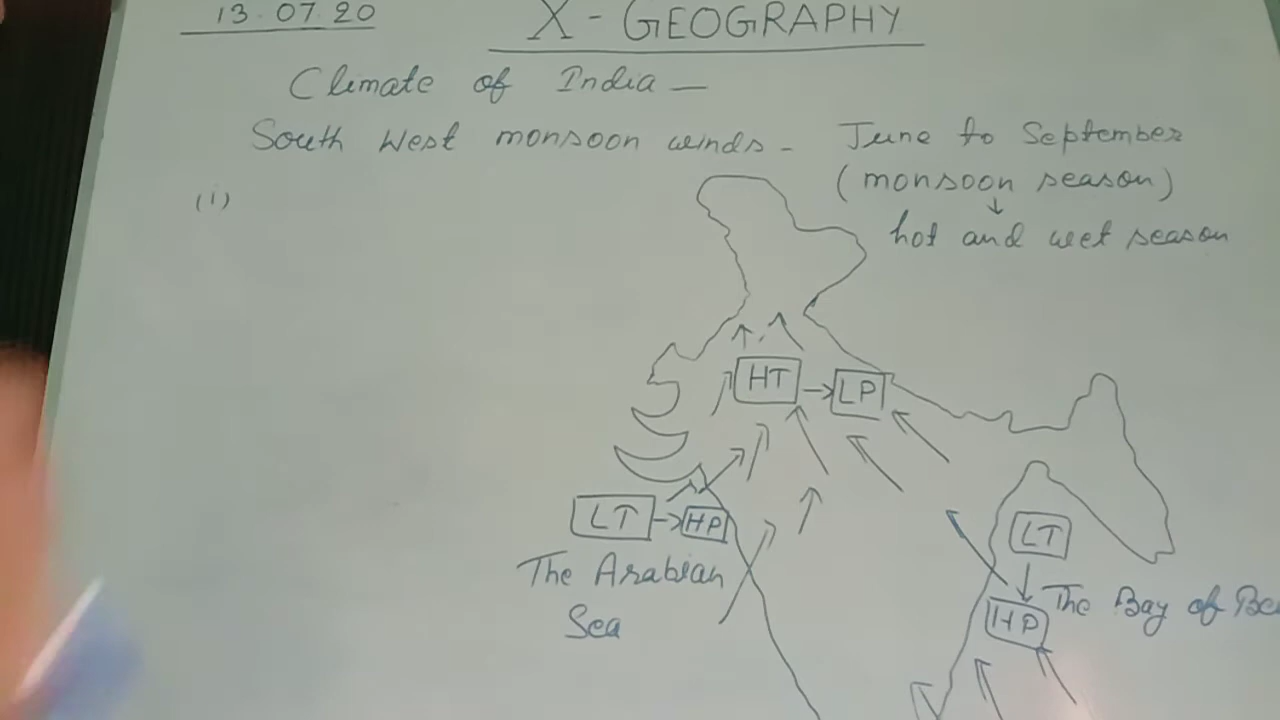 13.07.20
X - GEOGRAPHY
Climate of India —
South West monsoon winds - June to September
(monsoon season)
(i)
hot and wet season
HT
LP
LT
HP
LT
The Arabian
Sea
HP
The Bay of